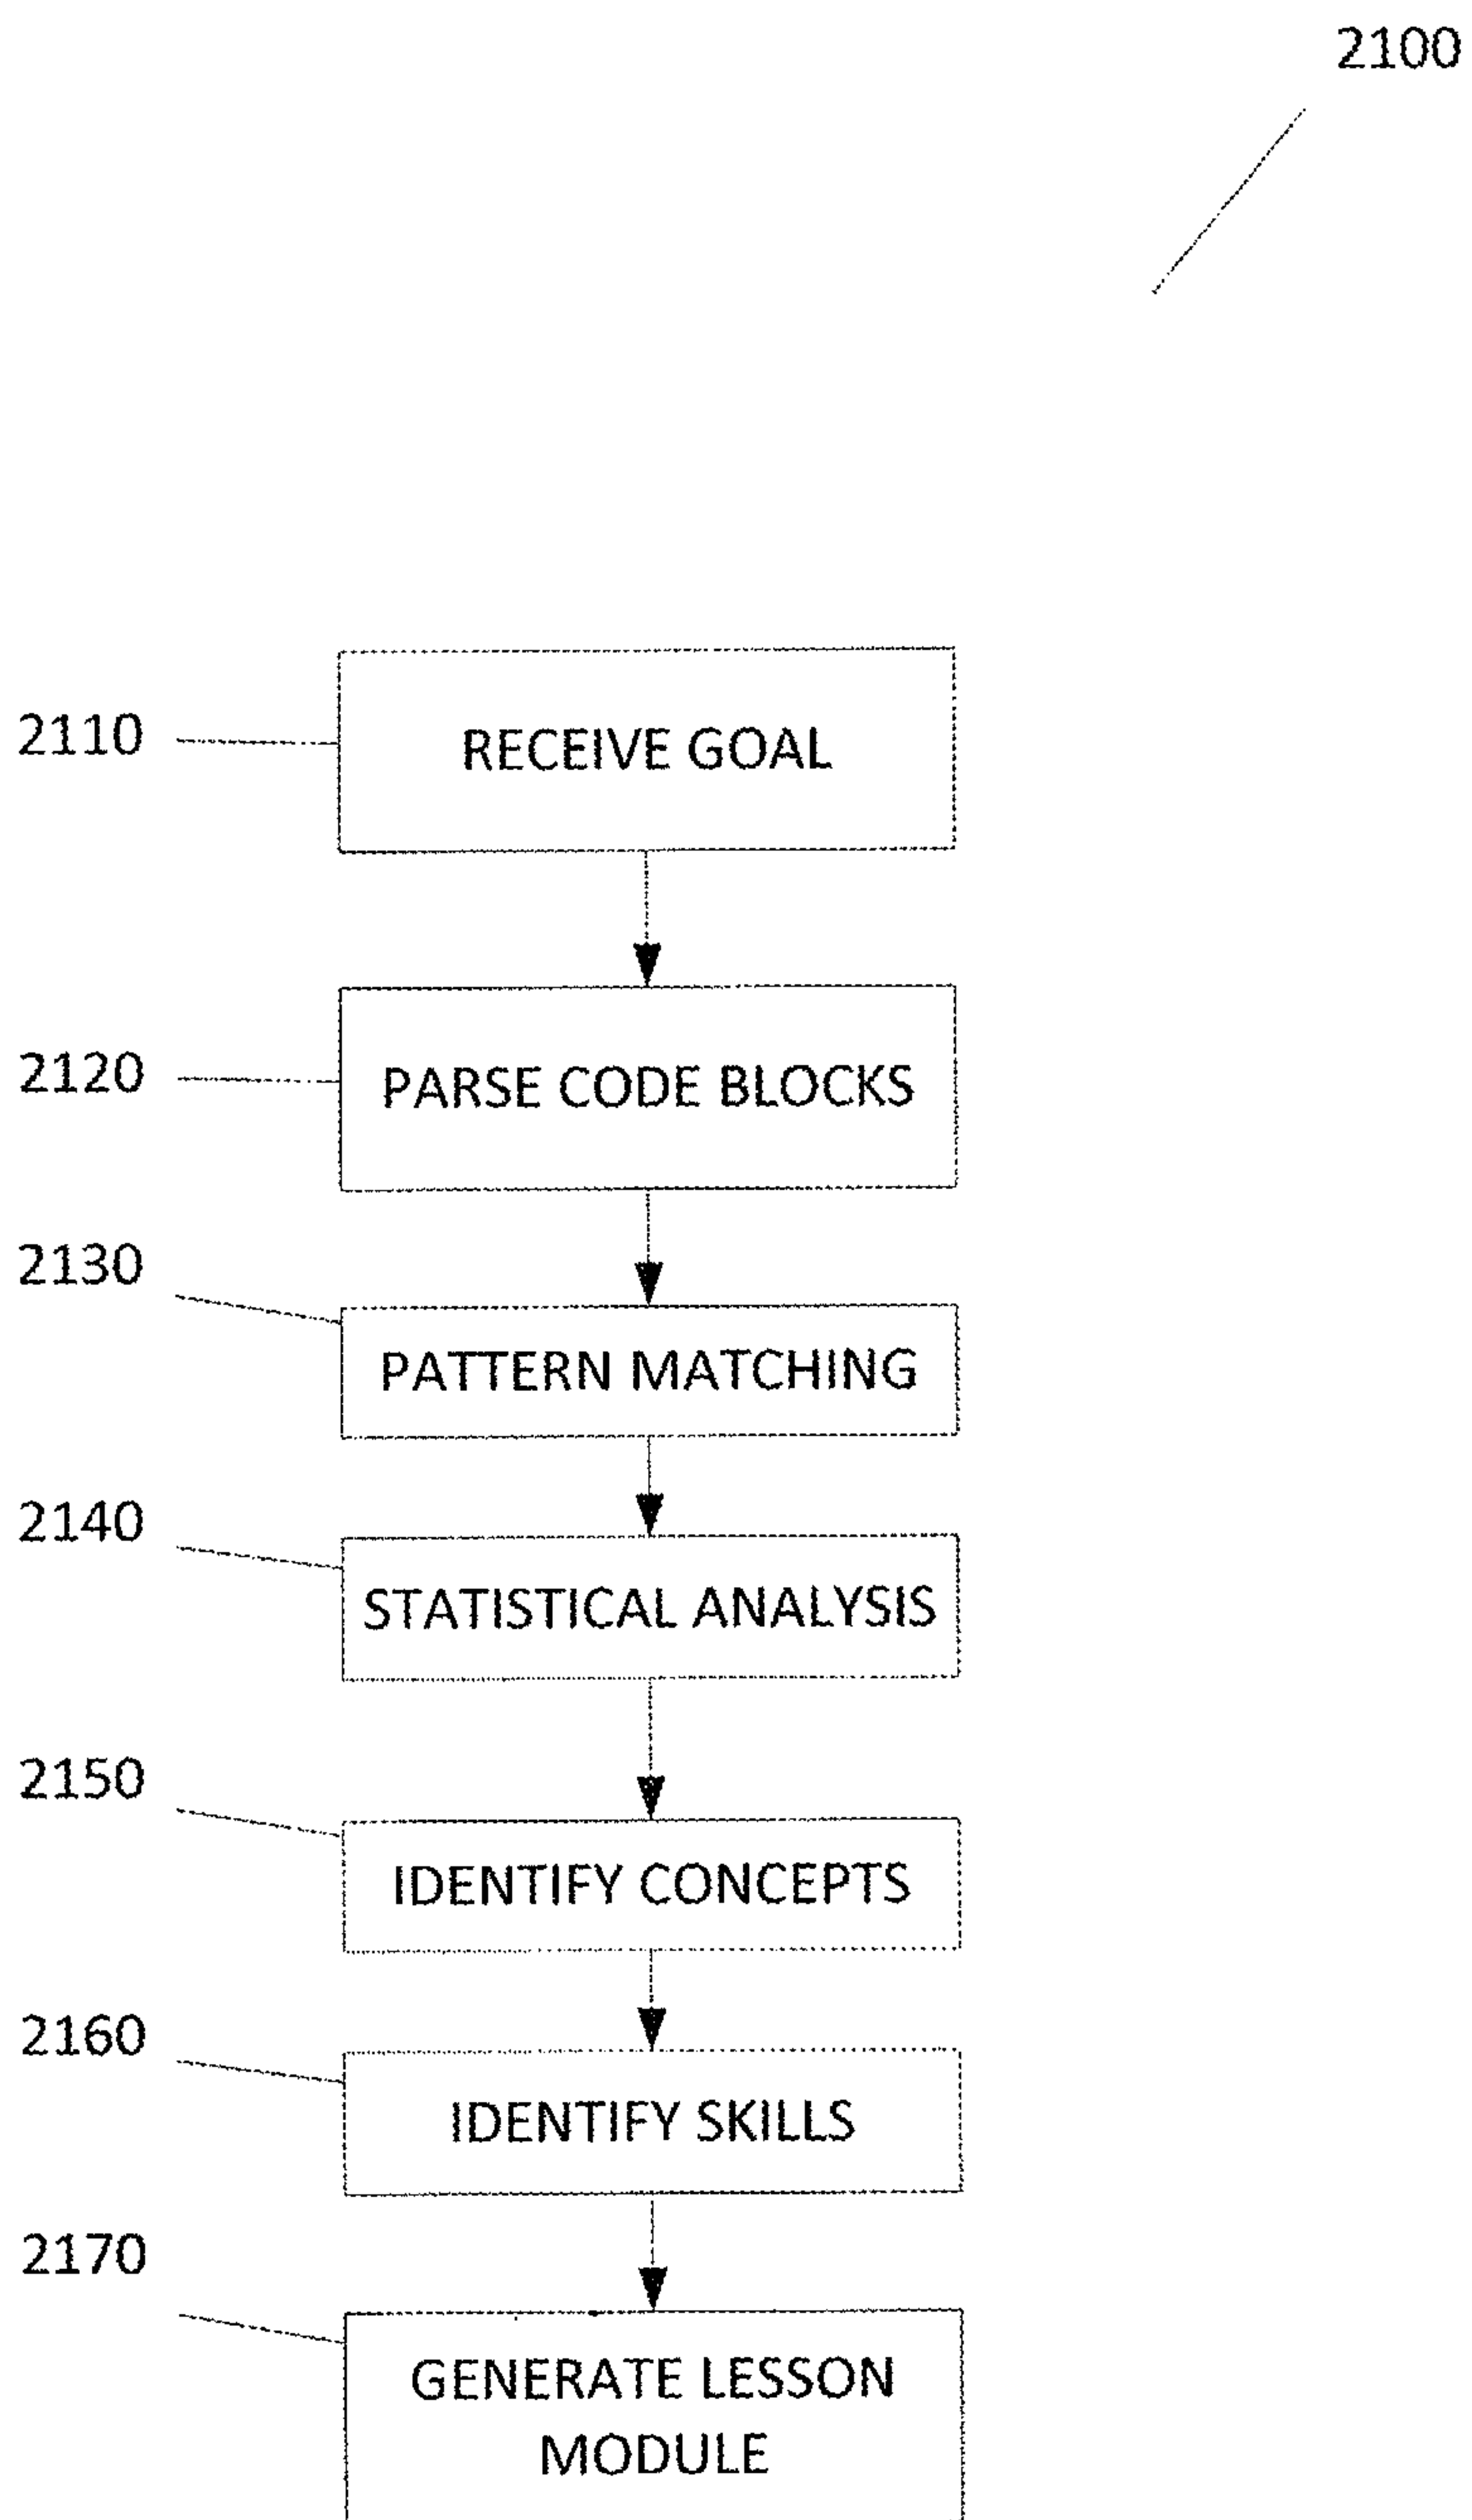 2100
2110
RECEIVE GOAL
2120
PARSE CODE BLOCKS
2130
PATTERN MATCHING
2140
STATISTICAL ANALYSIS
2150
IDENTIFY CONCEPTS
2160
IDENTIFY SKILLS
2170
GENERATE LESSON
MODULE